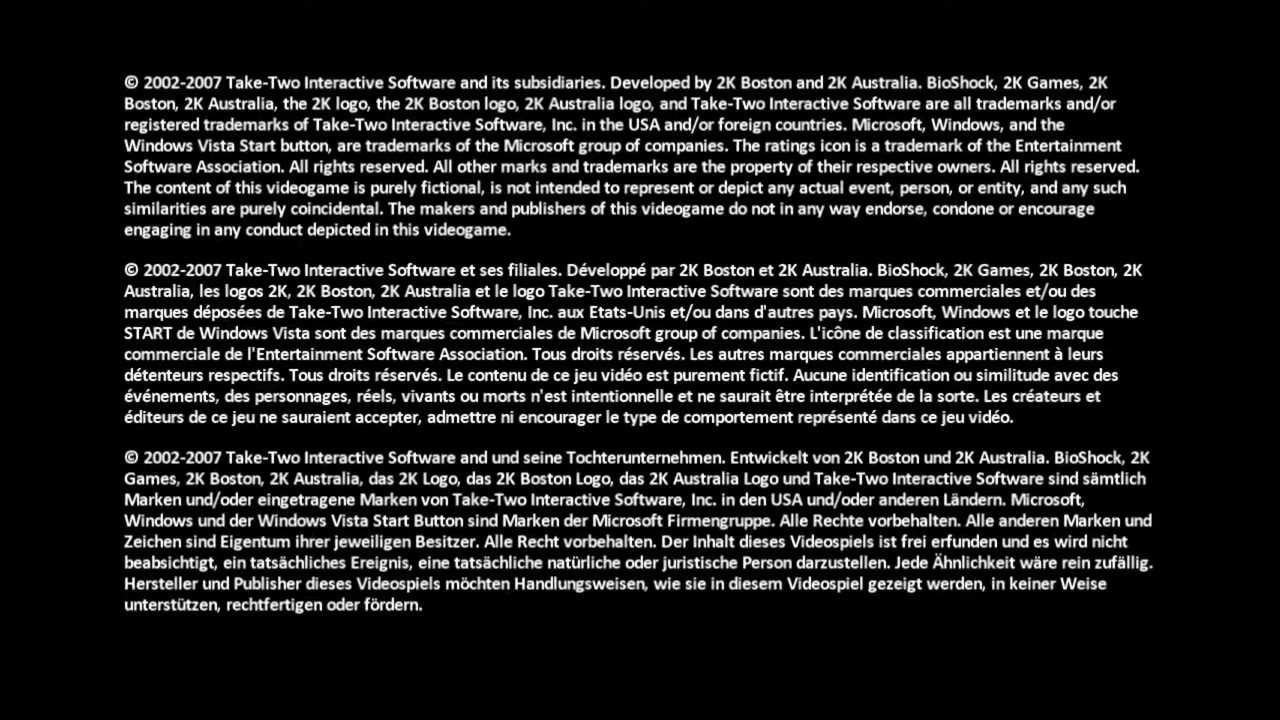 © 2002-2007 Take-Two Interactive Software and its subsidiaries. Developed by 2K Boston and 2K Australia. BioShock, 2K Games, 2K
Boston, 2K Australia, the 2K logo, the 2K Boston logo, 2K Australia logo, and Take-Two Interactive Software are all trademarks and/or
registered trademarks of Take-Two Interactive Software, Inc. in the USA and/or foreign countries. Microsoft, Windows, and the
Windows Vista Start button, are trademarks of the Microsoft group of companies. The ratings icon is a trademark of the Entertainment
Software Association. All rights reserved. All other marks and trademarks are the property of their respective owners. All rights reserved.
The content of this videogame is purely fictional, is not intended to represent or depict any actual event, person, or entity, and any such
similarities are purely coincidental. The makers and publishers of this videogame do not in any way endorse, condone or encourage
engaging in any conduct depicted in this videogame.
© 2002-2007 Take-Two Interactive Software et ses filiales. Développé par 2K Boston et 2K Australia. BioShock, 2K Games, 2K Boston, 2K
Australia, les logos 2K, 2K Boston, 2K Australia et le logo Take-Two Interactive Software sont des marques commerciales et/ou des
marques déposées de Take-Two Interactive Software, Inc. aux Etats-Unis et/ou dans d'autres pays. Microsoft, Windows et le logo touche
START de Windows Vista sont des marques commerciales de Microsoft group of companies. L'icône de classification est une marque
commerciale de l'Entertainment Software Association. Tous droits réservés. Les autres marques commerciales appartiennent à leurs
détenteurs respectifs. Tous droits réservés. Le contenu de ce jeu vidéo est purement fictif. Aucune identification ou similitude avec des
événements, des personnages, réels, vivants ou morts n'est intentionnelle et ne saurait être interprétée de la sorte. Les créateurs et
éditeurs de ce jeu ne sauraient accepter, admettre ni encourager le type de comportement représenté dans ce jeu vidéo.
© 2002-2007 Take-Two Interactive Software and und seine Tochterunternehmen. Entwickelt von 2K Boston und 2K Australia. BioShock, 2K
Games, 2K Boston, 2K Australia, das 2K Logo, das 2K Boston Logo, das 2K Australia Logo und Take-Two Interactive Software sind sämtlich
Marken und/oder eingetragene Marken von Take-Two Interactive Software, Inc. in den USA und/oder anderen Ländern. Microsoft,
Windows und der Windows Vista Start Button sind Marken der Microsoft Firmengruppe. Alle Rechte vorbehalten. Alle anderen Marken und
Zeichen sind Eigentum ihrer jeweiligen Besitzer. Alle Recht vorbehalten. Der Inhalt dieses Videospiels ist frei erfunden und es wird nicht
beabsichtigt, ein tatsächliches Ereignis, eine tatsächliche natürliche oder juristische Person darzustellen. Jede Ähnlichkeit wäre rein zufällig.
Hersteller und Publisher dieses Videospiels möchten Handlungsweisen, wie sie in diesem Videospiel gezeigt werden, in keiner Weise
unterstützen, rechtfertigen oder fördern.